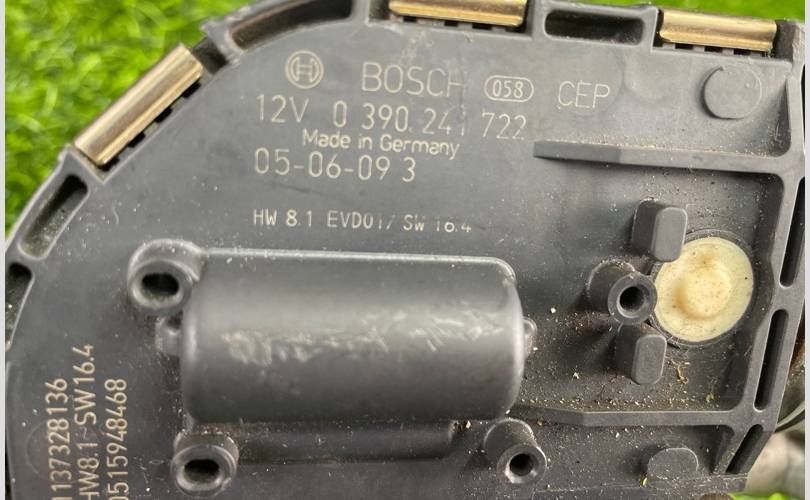 BOSCH 058 CEP
12V 0 390 241 722
Made in Germany
05-06-09 3
HW 8.1 EVD01/ SW 16.4
1137328136
HW8.1 SW16.4
0515948468